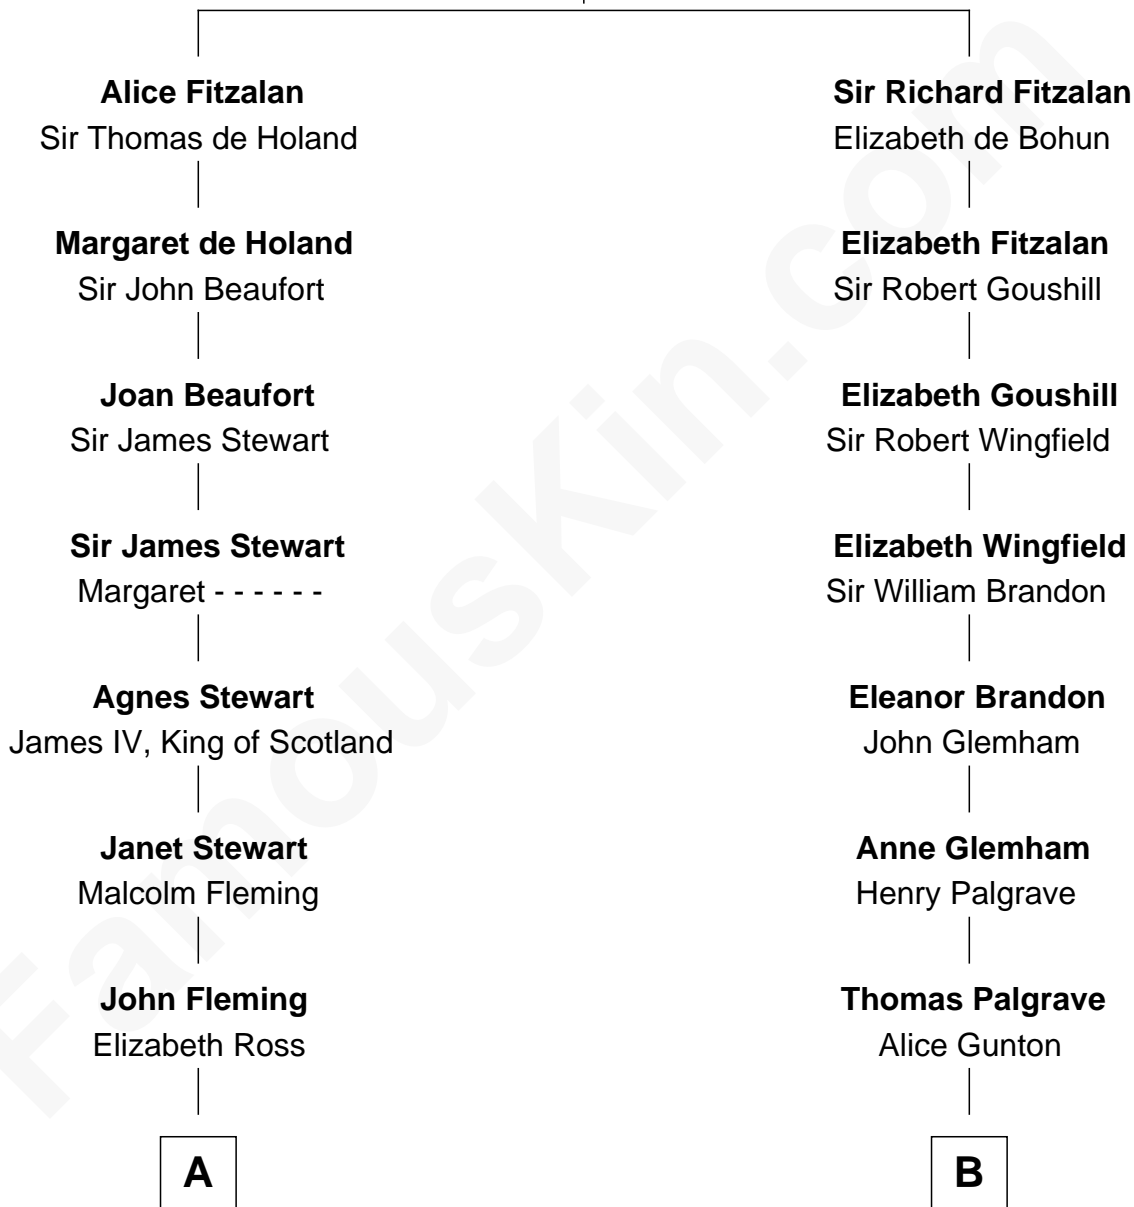 Alice Fitzalan
Sir Thomas de Holand
Margaret de Holand
Sir John Beaufort
Joan Beaufort
Sir James Stewart
Sir James Stewart
Margaret - - - - - -
Agnes Stewart
James IV, King of Scotland
Janet Stewart
Malcolm Fleming
John Fleming
Elizabeth Ross
A
Sir Richard Fitzalan
Elizabeth de Bohun
Elizabeth Fitzalan
Sir Robert Goushill
Elizabeth Goushill
Sir Robert Wingfield
Elizabeth Wingfield
Sir William Brandon
Eleanor Brandon
John Glemham
Anne Glemham
Henry Palgrave
Thomas Palgrave
Alice Gunton
B
FamousKin.com